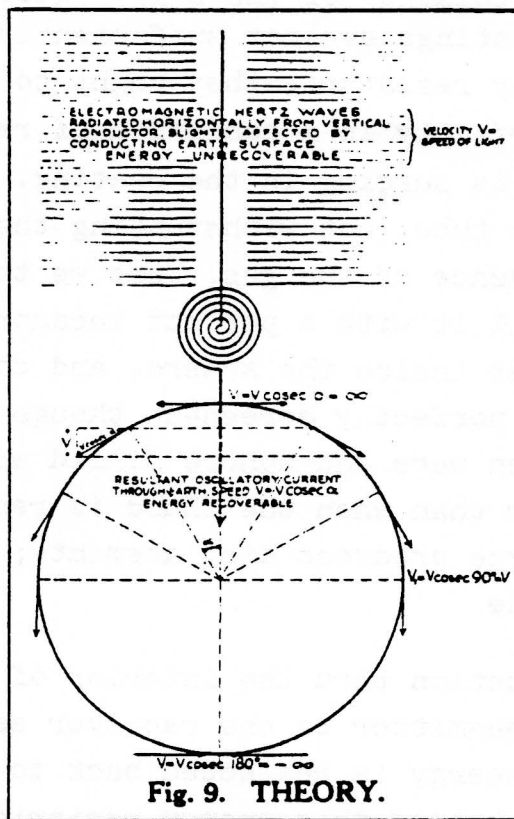 ELECTROMAGNETIC HERTZ WAVES
RADIATED HORIZONTALLY FROM VERTICAL
CONDUCTOR SLIGHTLY AFFECTED BY
CONDUCTING EARTH SURFACE
ENERGY UNRECOVERABLE
VELOCITY V=
SPEED OF LIGHT
V=V COSEC 0 = ∞
V
V COSEC
RESULTANT OSCILLATORY CURRENT
THROUGH EARTH, SPEED V=V COSEC α
ENERGY RECOVERABLE
α
V=V COSEC 90°=V
V=V COSEC 180°= -∞
Fig. 9. THEORY.